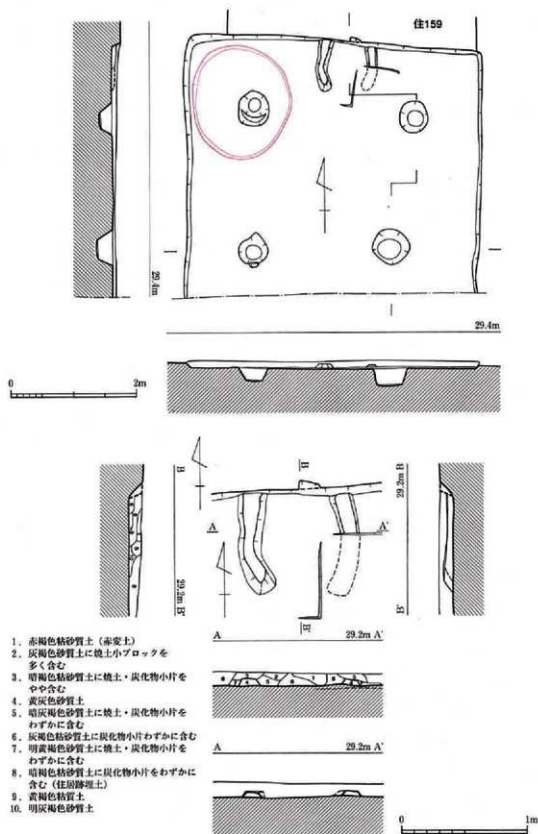 住159
29.4m
29.4m
0 2m
B B
29.2m B
A A'
29.2m B'
B'
B'
A 29.2m A'
A 29.2m A'
0 1m
1. 赤褐色粘砂質土(赤変土)
2. 灰褐色砂質土に焼土小ブロックを
多く含む
3. 暗褐色粘砂質土に焼土・炭化物小片を
やや含む
4. 黄灰色砂質土
5. 暗灰褐色砂質土に焼土・炭化物小片を
わずかに含む
6. 灰褐色粘砂質土に炭化物小片わずかに含む
7. 明黄褐色砂質土に焼土・炭化物小片を
わずかに含む
8. 暗褐色粘砂質土に炭化物小片をわずかに
含む(住居跡埋土)
9. 黄褐色粘質土
10. 明灰褐色砂質土